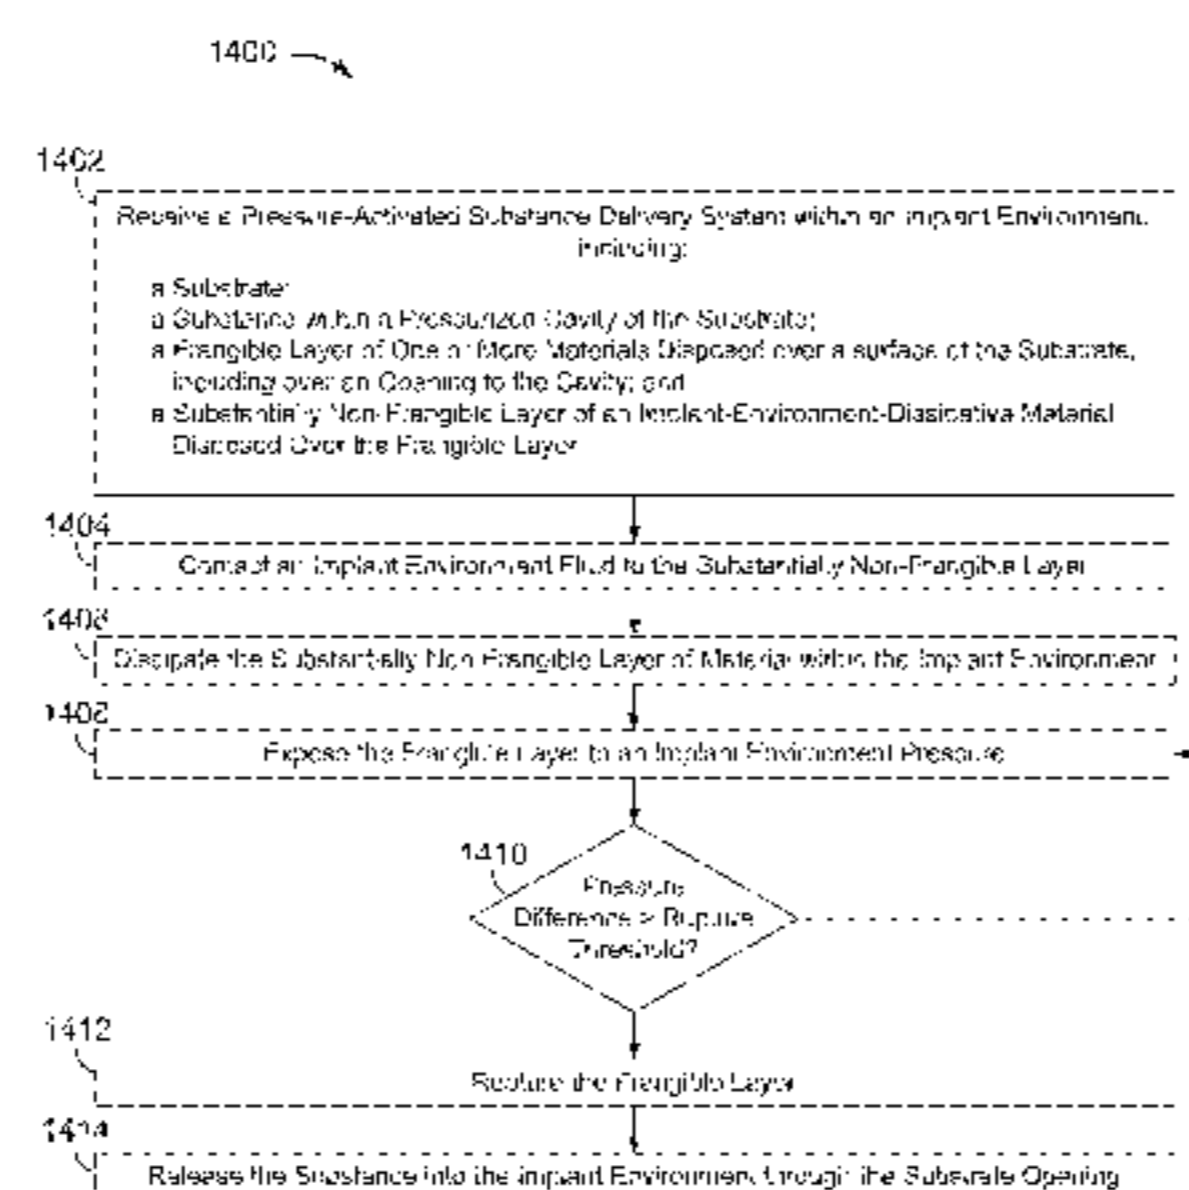 1400
1402
Receive a Pressure-Activated Substance Delivery System within an Implant Environment,
including:
a Substrate;
a Substance within a Pressurized Cavity of the Substrate;
a Frangible Layer of One or More Materials Disposed over a surface of the Substrate,
including over an Opening to the Cavity; and
a Substantially Non-Frangible Layer of an Implant-Environment-Dissipative Material
Disposed Over the Frangible Layer
1404
Contact an Implant Environment Fluid to the Substantially Non-Frangible Layer
Dissipate the Substantially Non-Frangible Layer of Material within the Implant Environment
Expose the Frangible Layer to an Implant Environment Pressure
1410
Pressure
Difference > Rupture
Threshold?
1412
Rupture the Frangible Layer
1414
Release the Substance into the Implant Environment through the Substrate Opening